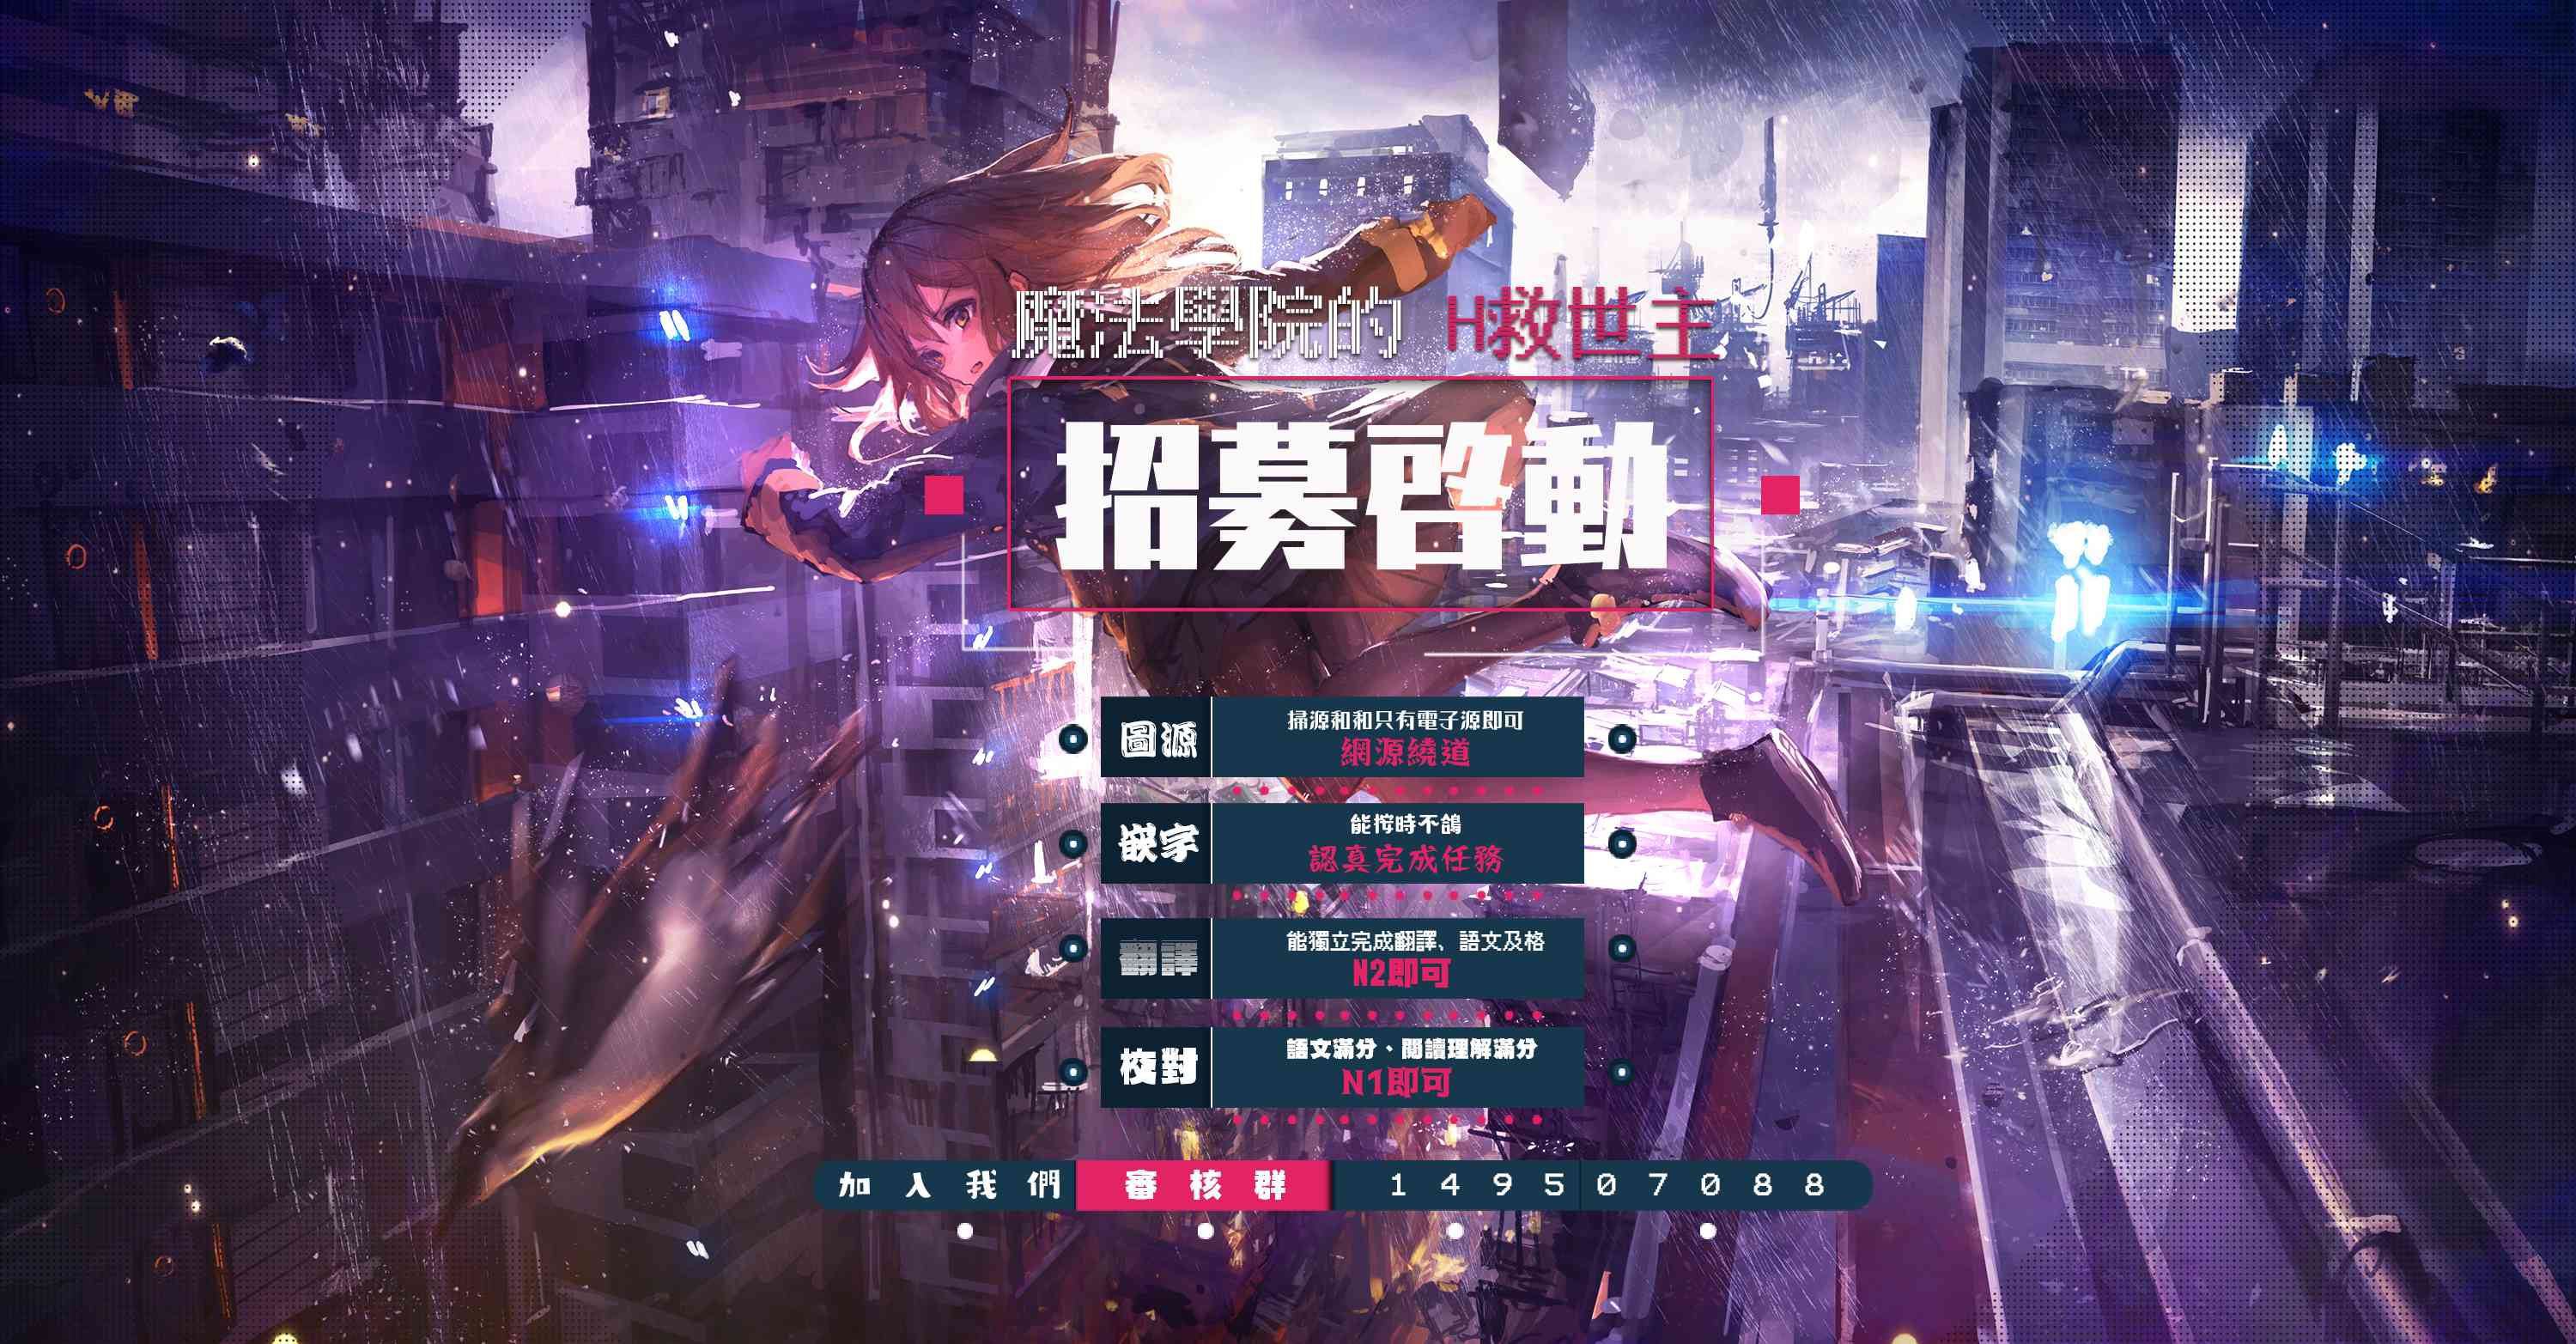 魔法學院的 H救世主
招募啓動
圖源
掃源和和只有電子源即可
網源繞道
嵌字
能按時不鴿
認真完成任務
翻譯
能獨立完成翻譯、語文及格
N2即可
校對
語文滿分、閱讀理解滿分
N1即可
加入我們 審核群 149507088